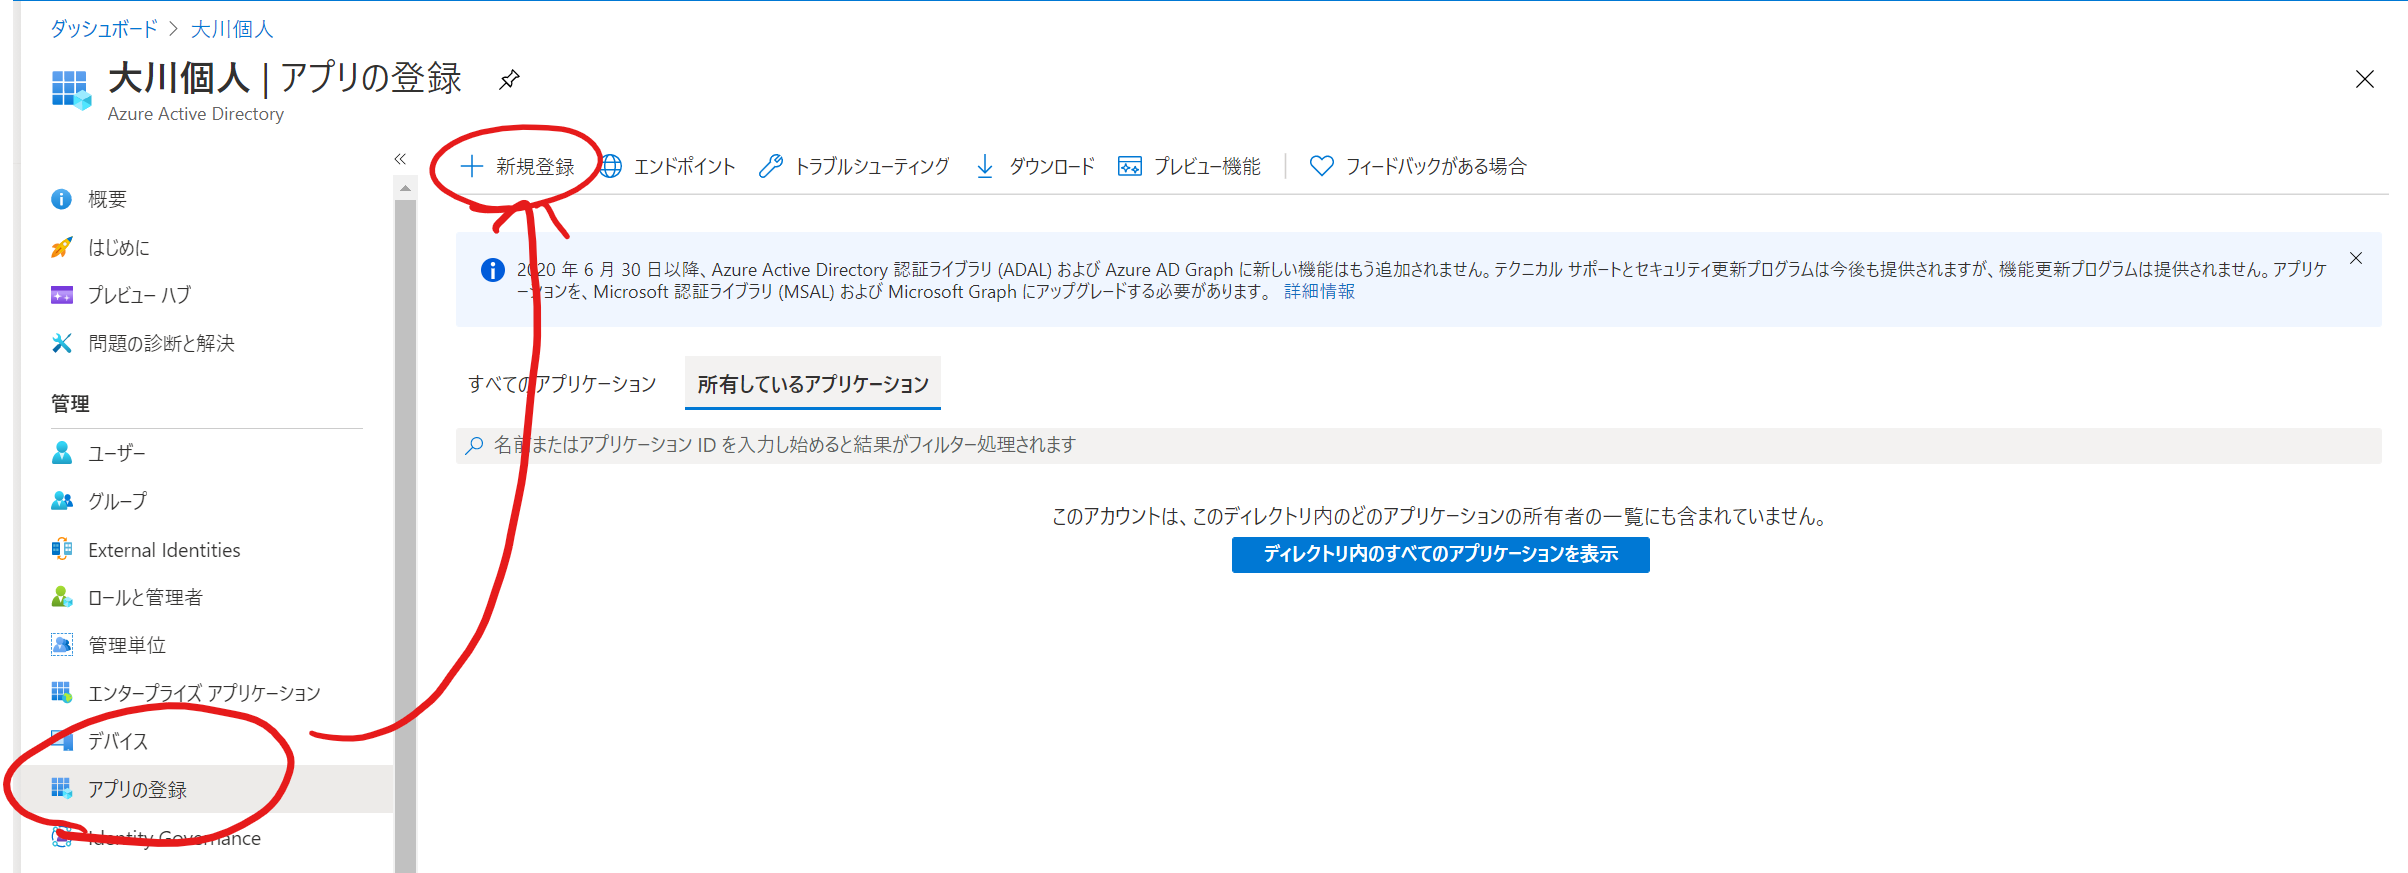 ダッシュボード > 大川個人
大川個人 | アプリの登録
Azure Active Directory
«
概要
はじめに
プレビュー ハブ
問題の診断と解決
管理
ユーザー
グループ
External Identities
ロールと管理者
管理単位
エンタープライズ アプリケーション
デバイス
アプリの登録
Identity Governance
新規登録 エンドポイント トラブルシューティング ダウンロード プレビュー機能 フィードバックがある場合
2020 年 6 月 30 日以降、Azure Active Directory 認証ライブラリ (ADAL) および Azure AD Graph に新しい機能はもう追加されません。テクニカル サポートとセキュリティ更新プログラムは今後も提供されますが、機能更新プログラムは提供されません。アプリケ
ーションを、Microsoft 認証ライブラリ (MSAL) および Microsoft Graph にアップグレードする必要があります。 詳細情報
すべてのアプリケーション 所有しているアプリケーション
名前またはアプリケーション ID を入力し始めると結果がフィルター処理されます
このアカウントは、このディレクトリ内のどのアプリケーションの所有者の一覧にも含まれていません。
ディレクトリ内のすべてのアプリケーションを表示